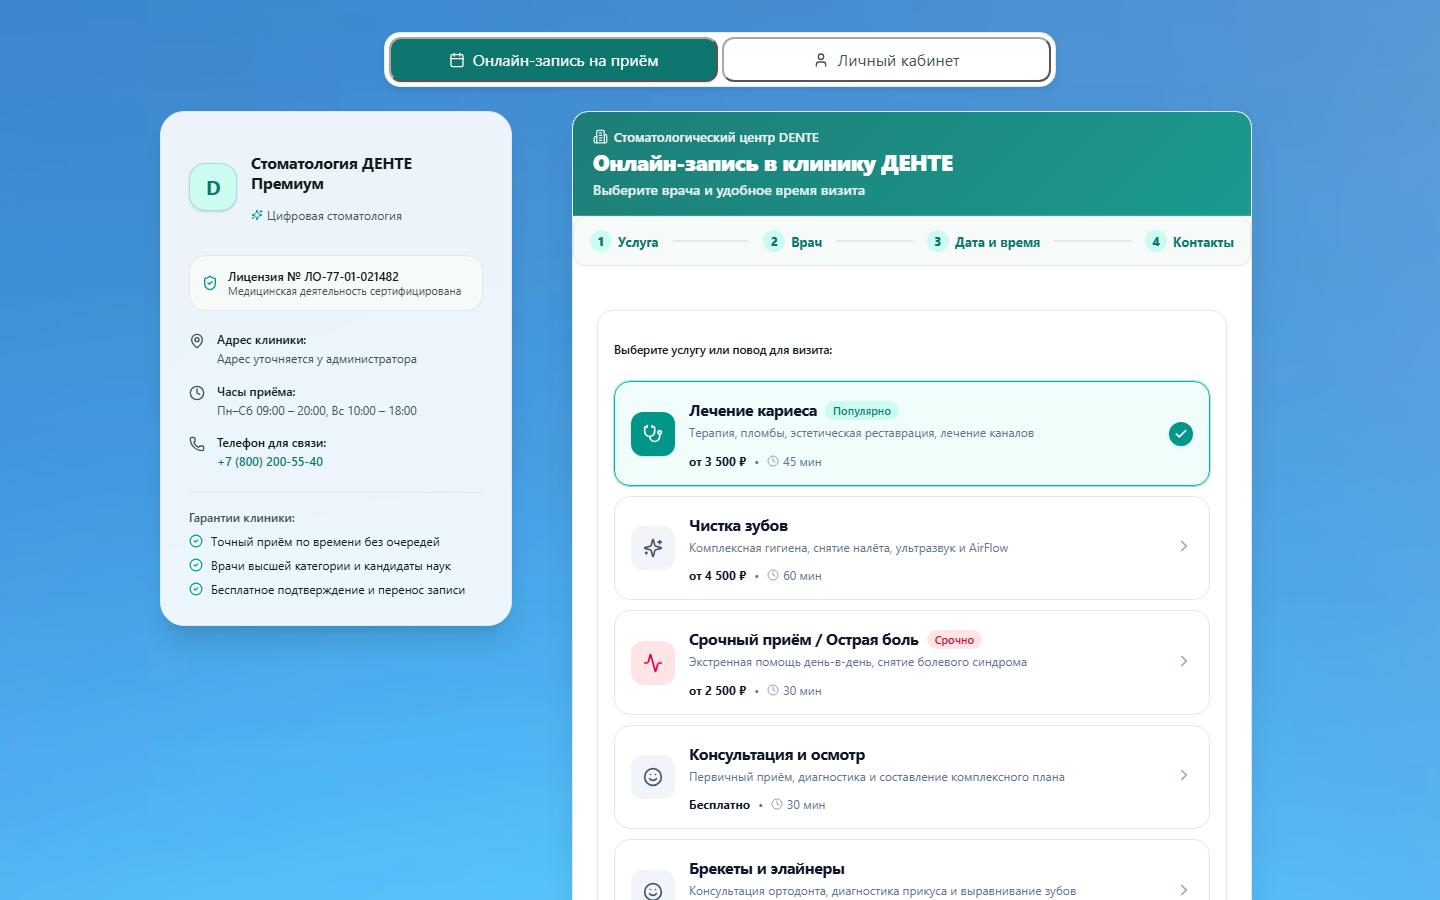 Онлайн-запись на приём
Личный кабинет
D
Стоматология ДЕНТЕ
Премиум
Цифровая стоматология
Лицензия № ЛО-77-01-021482
Медицинская деятельность сертифицирована
Адрес клиники:
Адрес уточняется у администратора
Часы приёма:
Пн–Сб 09:00 – 20:00, Вс 10:00 – 18:00
Телефон для связи:
+7 (800) 200-55-40
Гарантии клиники:
Точный приём по времени без очередей
Врачи высшей категории и кандидаты наук
Бесплатное подтверждение и перенос записи
Стоматологический центр DENTE
Онлайн-запись в клинику ДЕНТЕ
Выберите врача и удобное время визита
1 Услуга
2 Врач
3 Дата и время
4 Контакты
Выберите услугу или повод для визита:
Лечение кариеса Популярно
Терапия, пломбы, эстетическая реставрация, лечение каналов
от 3 500 ₽ • 45 мин
Чистка зубов
Комплексная гигиена, снятие налёта, ультразвук и AirFlow
от 4 500 ₽ • 60 мин
Срочный приём / Острая боль Срочно
Экстренная помощь день-в-день, снятие болевого синдрома
от 2 500 ₽ • 30 мин
Консультация и осмотр
Первичный приём, диагностика и составление комплексного плана
Бесплатно • 30 мин
Брекеты и элайнеры
Консультация ортодонта, диагностика прикуса и выравнивание зубов